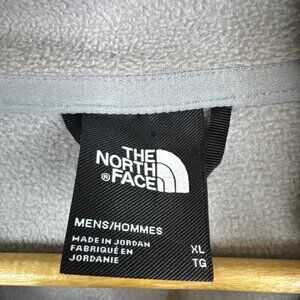 THE
NORTH
® FACE
MENS/HOMMES
MADE IN JORDAN
FABRIQUÉ EN
JORDANIE
XL
TG